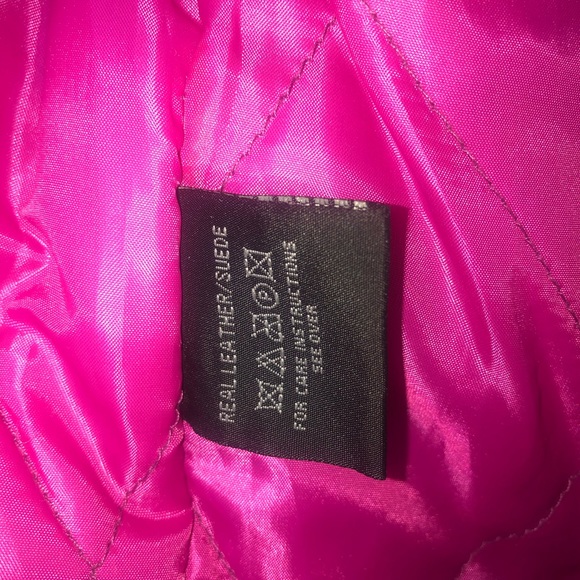 REAL LEATHER/SUEDE
P
FOR CARE INSTRUCTIONS
SEE OVER